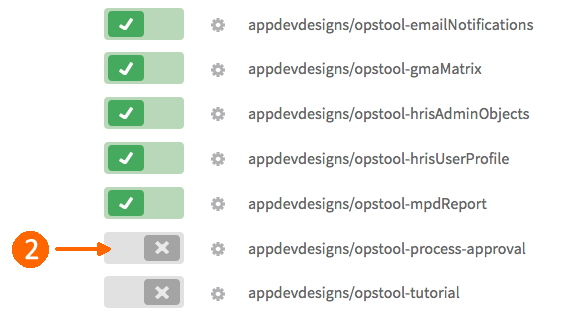 appdevdesigns/opstool-emailNotifications
appdevdesigns/opstool-gmaMatrix
appdevdesigns/opstool-hrisAdminObjects
appdevdesigns/opstool-hrisUserProfile
appdevdesigns/opstool-mpdReport
2 appdevdesigns/opstool-process-approval
appdevdesigns/opstool-tutorial